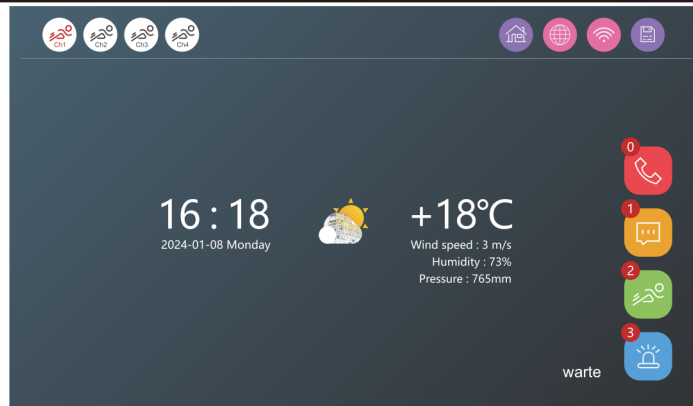 Ch1 Ch2 Ch3 Ch4
0
16 : 18
+18℃
1
2024-01-08 Monday
Wind speed : 3 m/s
Humidity : 73%
2
Pressure : 765mm
3
warte